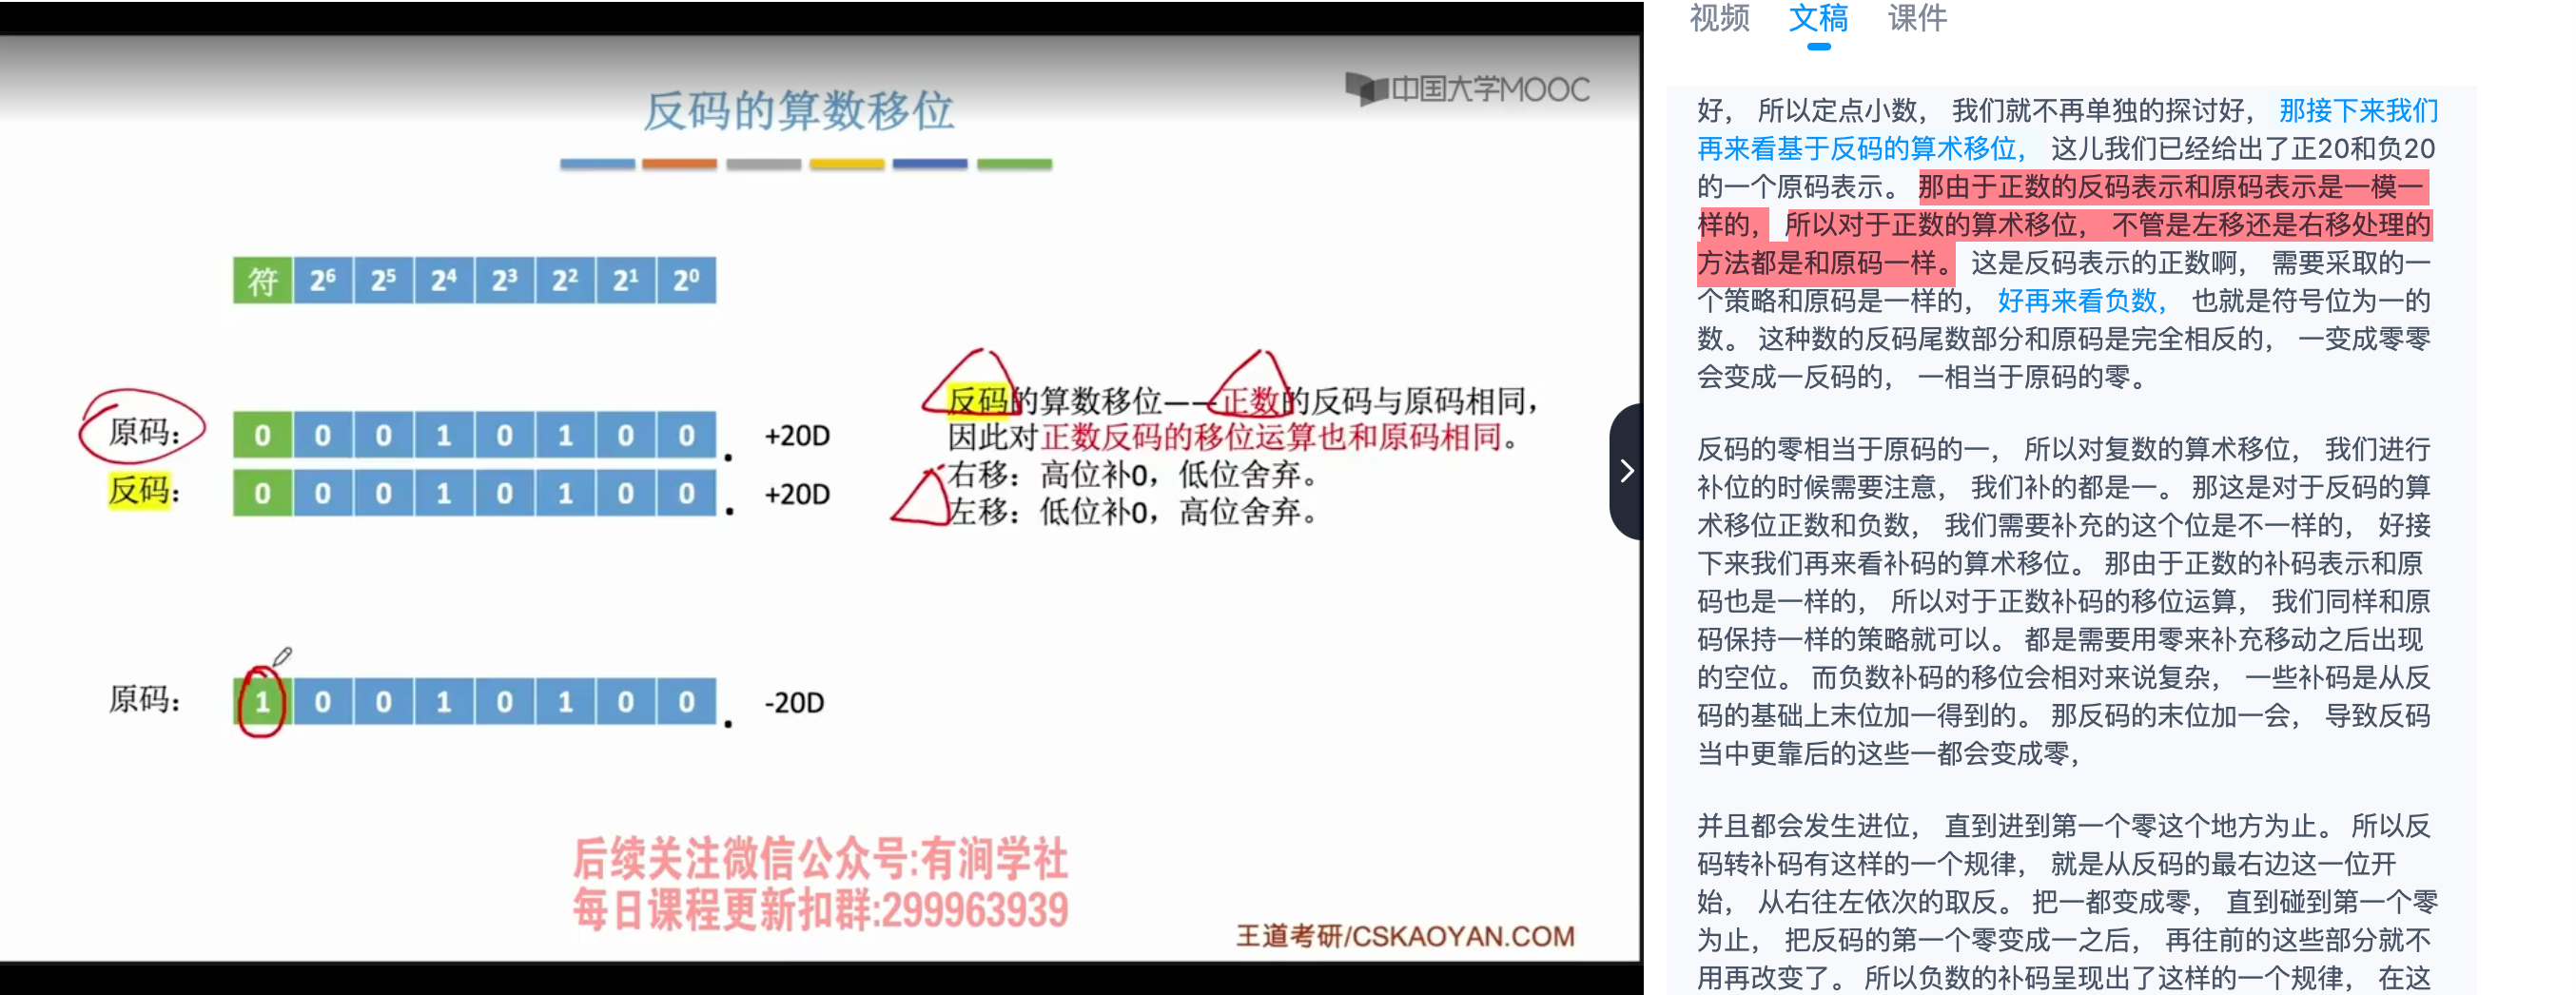 中国大学MOOC
反码的算数移位
符 2⁶ 2⁵ 2⁴ 2³ 2² 2¹ 2⁰
原码： 0 0 0 1 0 1 0 0 . +20D
反码： 0 0 0 1 0 1 0 0 . +20D
反码的算数移位——正数的反码与原码相同，
因此对正数反码的移位运算也和原码相同。
右移：高位补0，低位舍弃。
左移：低位补0，高位舍弃。
原码： 1 0 0 1 0 1 0 0 . -20D
后续关注微信公众号:有涧学社
每日课程更新扣群:299963939
王道考研/CSKAOYAN.COM
视频 文稿 课件
好， 所以定点小数， 我们就不再单独的探讨好， 那接下来我们
再来看基于反码的算术移位， 这儿我们已经给出了正20和负20
的一个原码表示。 那由于正数的反码表示和原码表示是一模一
样的， 所以对于正数的算术移位， 不管是左移还是右移处理的
方法都是和原码一样。 这是反码表示的正数啊， 需要采取的一
个策略和原码是一样的， 好再来看负数， 也就是符号位为一的
数。 这种数的反码尾数部分和原码是完全相反的， 一变成零零
会变成一反码的， 一相当于原码的零。
反码的零相当于原码的一， 所以对复数的算术移位， 我们进行
补位的时候需要注意， 我们补的都是一。 那这是对于反码的算
术移位正数和负数， 我们需要补充的这个位是不一样的， 好接
下来我们再来看补码的算术移位。 那由于正数的补码表示和原
码也是一样的， 所以对于正数补码的移位运算， 我们同样和原
码保持一样的策略就可以。 都是需要用零来补充移动之后出现
的空位。 而负数补码的移位会相对来说复杂， 一些补码是从反
码的基础上末位加一得到的。 那反码的末位加一会， 导致反码
当中更靠后的这些一都会变成零，
并且都会发生进位， 直到进到第一个零这个地方为止。 所以反
码转补码有这样的一个规律， 就是从反码的最右边这一位开
始， 从右往左依次的取反。 把一都变成零， 直到碰到第一个零
为止， 把反码的第一个零变成一之后， 再往前的这些部分就不
用再改变了。 所以负数的补码呈现出了这样的一个规律， 在这